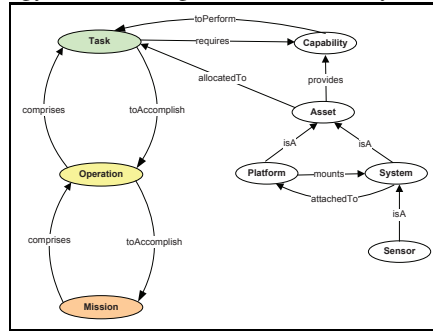 toPerform
Task
requires
Capability
allocatedTo
provides
comprises
toAccomplish
Asset
isA
isA
Operation
Platform
mounts
System
attachedTo
comprises
toAccomplish
isA
Sensor
Mission